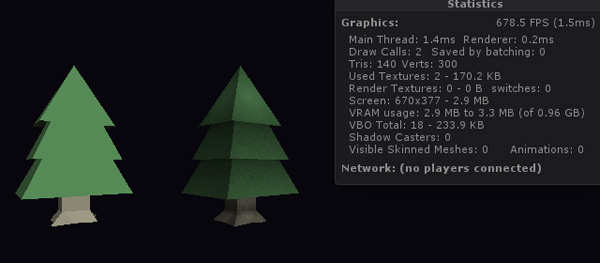 Statistics
Graphics: 678.5 FPS (1.5ms)
Main Thread: 1.4ms Renderer: 0.2ms
Draw Calls: 2 Saved by batching: 0
Tris: 140 Verts: 300
Used Textures: 2 - 170.2 KB
Render Textures: 0 - 0 B switches: 0
Screen: 670x377 - 2.9 MB
VRAM usage: 2.9 MB to 3.3 MB (of 0.96 GB)
VBO Total: 18 - 233.9 KB
Shadow Casters: 0
Visible Skinned Meshes: 0 Animations: 0
Network: (no players connected)